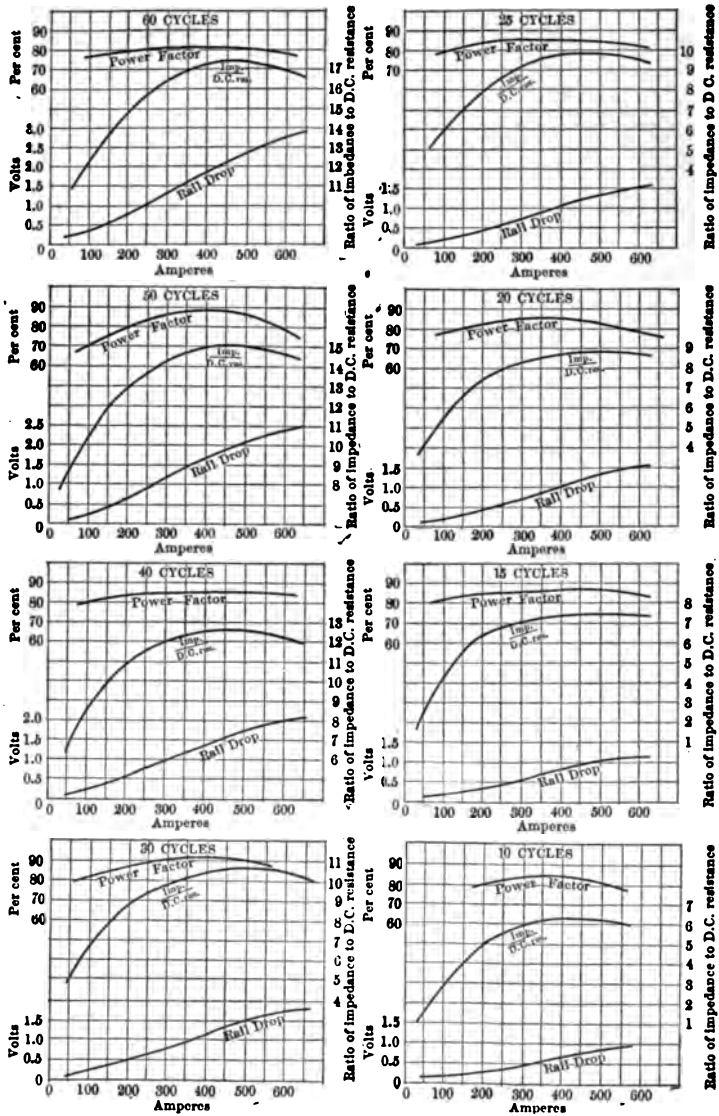 60 CYCLES
Per cent
90
80
70
60
Power Factor
Imp.
D.C. res.
Volts
3.0
2.5
2.0
1.5
1.0
0.5
0
Rail Drop
17
16
15
14
13
12
11
Ratio of imbedance to D.C. resistance
100 200 300 400 500 600
Amperes
25 CYCLES
Per cent
90
80
70
Power Factor
Imp.
D.C.res.
Volts
1.5
1.0
0.5
0
Rail Drop
10
9
8
7
6
5
4
Ratio of impedance to D.C. resistance
100 200 300 400 500 600
Amperes
50 CYCLES
Per cent
90
80
70
60
Power Factor
Imp.
D.C.res.
Volts
2.5
2.0
1.5
1.0
0.5
0
Rail Drop
15
14
13
12
11
10
9
8
Ratio of impedance to D.C. resistance
100 200 300 400 500 600
Amperes
20 CYCLES
Per cent
90
80
70
60
Power Factor
Imp.
D.C.res.
Volts
1.5
1.0
0.5
0
Rail Drop
9
8
7
6
5
4
Ratio of impedance to D.C. resistance
100 200 300 400 500 600
Amperes
40 CYCLES
Per cent
90
80
70
60
Power Factor
Imp.
D.C.res.
Volts
2.0
1.5
1.0
0.5
0
Rail Drop
13
12
11
10
9
8
7
6
Ratio of impedance to D.C. resistance
100 200 300 400 500 600
Amperes
15 CYCLES
Per cent
90
80
70
60
Power Factor
Imp.
D.C.res.
Volts
1.5
1.0
0.5
0
Rail Drop
8
7
6
5
4
3
2
1
Ratio of impedance to D.C. resistance
100 200 300 400 500 600
Amperes
30 CYCLES
Per cent
90
80
70
60
Power Factor
Imp.
D.C.res.
Volts
1.5
1.0
0.5
0
Rail Drop
11
10
9
8
7
6
5
4
Ratio of impedance to D.C. resistance
100 200 300 400 500 600
Amperes
10 CYCLES
Per cent
90
80
70
60
Power Factor
Imp.
D.C.res.
Volts
1.5
1.0
0.5
0
Rail Drop
7
6
5
4
3
2
1
Ratio of impedance to D.C. resistance
100 200 300 400 500 600
Amperes